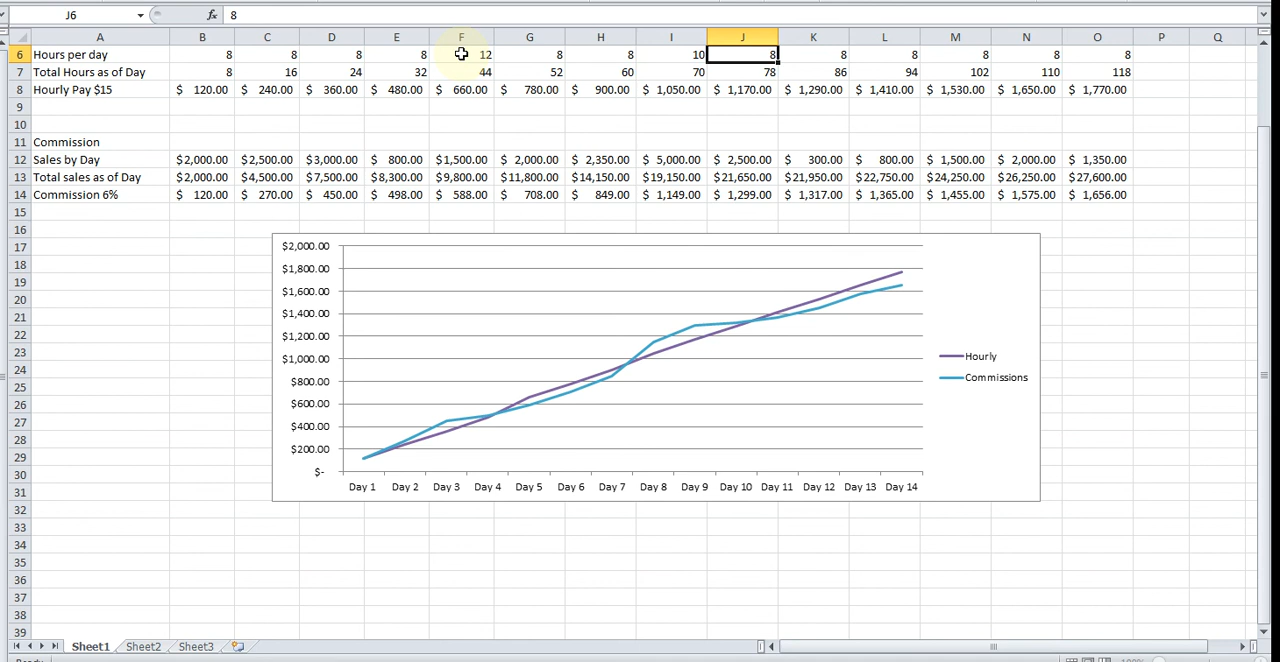 J6 fx 8
A B C D E F G H I J K L M N O P Q
6 Hours per day 8 8 8 8 12 8 8 10 8 8 8 8 8 8
7 Total Hours as of Day 8 16 24 32 44 52 60 70 78 86 94 102 110 118
8 Hourly Pay $15 $ 120.00 $ 240.00 $ 360.00 $ 480.00 $ 660.00 $ 780.00 $ 900.00 $ 1,050.00 $ 1,170.00 $ 1,290.00 $ 1,410.00 $ 1,530.00 $ 1,650.00 $ 1,770.00
9
10
11 Commission
12 Sales by Day $2,000.00 $2,500.00 $3,000.00 $ 800.00 $1,500.00 $ 2,000.00 $ 2,350.00 $ 5,000.00 $ 2,500.00 $ 300.00 $ 800.00 $ 1,500.00 $ 2,000.00 $ 1,350.00
13 Total sales as of Day $2,000.00 $4,500.00 $7,500.00 $8,300.00 $9,800.00 $11,800.00 $14,150.00 $19,150.00 $21,650.00 $21,950.00 $22,750.00 $24,250.00 $26,250.00 $27,600.00
14 Commission 6% $ 120.00 $ 270.00 $ 450.00 $ 498.00 $ 588.00 $ 708.00 $ 849.00 $ 1,149.00 $ 1,299.00 $ 1,317.00 $ 1,365.00 $ 1,455.00 $ 1,575.00 $ 1,656.00
15
16
17 $2,000.00
18 $1,800.00
19
20 $1,600.00
21 $1,400.00
22 $1,200.00
23
24 $1,000.00 Hourly
25 $800.00 Commissions
26 $600.00
27 $400.00
28
29 $200.00
30 $-
31 Day 1 Day 2 Day 3 Day 4 Day 5 Day 6 Day 7 Day 8 Day 9 Day 10 Day 11 Day 12 Day 13 Day 14
32
33
34
35
36
37
38
39
Sheet1 Sheet2 Sheet3